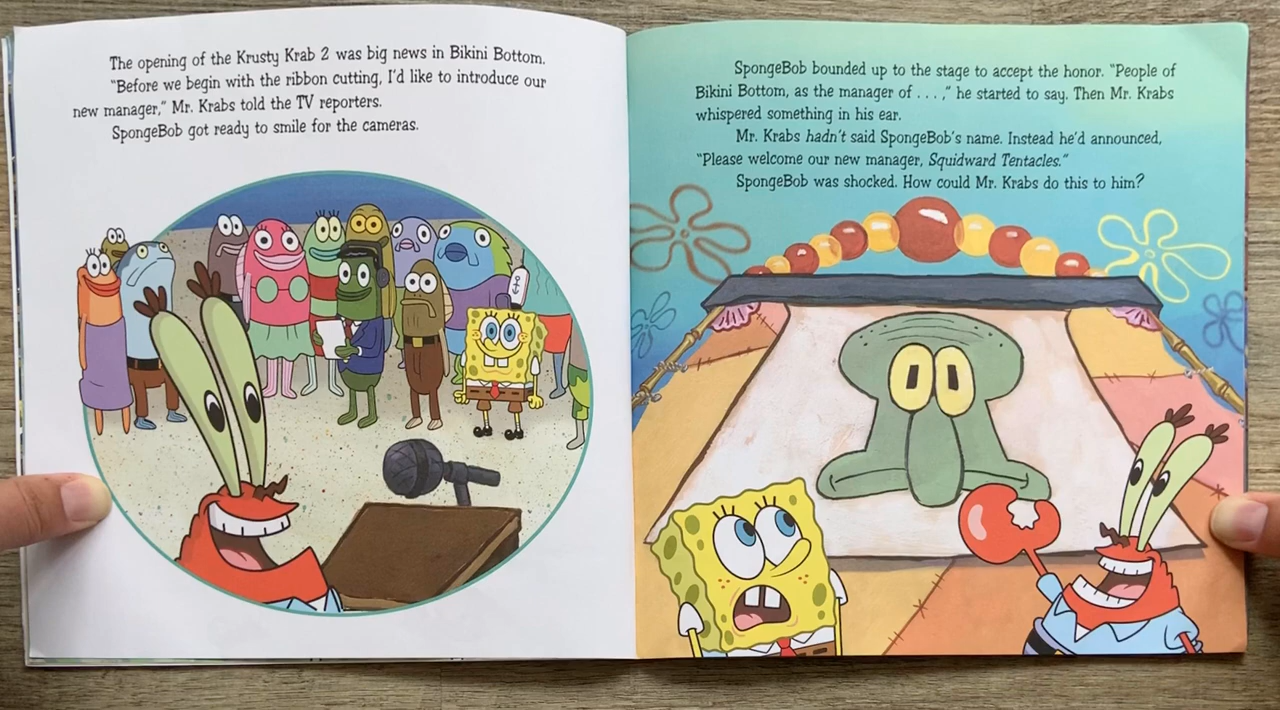 The opening of the Krusty Krab 2 was big news in Bikini Bottom.
"Before we begin with the ribbon cutting, I'd like to introduce our
new manager," Mr. Krabs told the TV reporters.
SpongeBob got ready to smile for the cameras.
SpongeBob bounded up to the stage to accept the honor. "People of
Bikini Bottom, as the manager of . . . ," he started to say. Then Mr. Krabs
whispered something in his ear.
Mr. Krabs hadn't said SpongeBob's name. Instead he'd announced,
"Please welcome our new manager, Squidward Tentacles."
SpongeBob was shocked. How could Mr. Krabs do this to him?